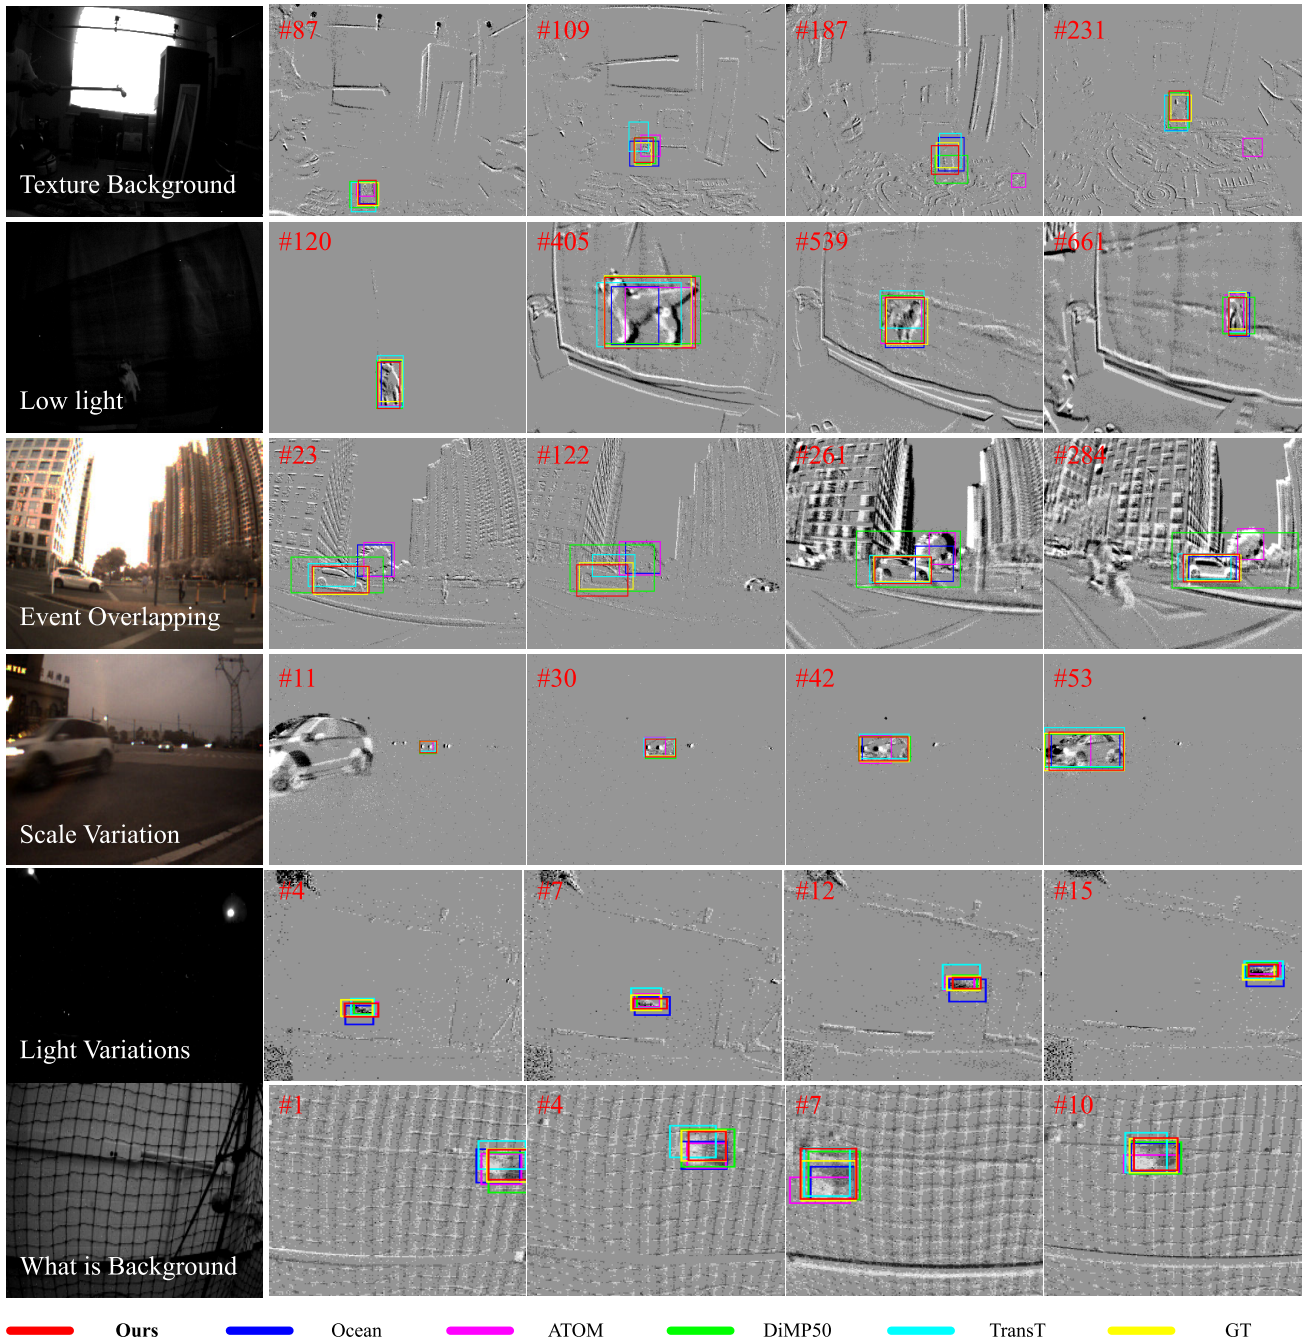 #87
#109
#187
#231
Texture Background
#120
#405
#539
#661
Low light
#23
#122
#261
#284
Event Overlapping
#11
#30
#42
#53
Scale Variation
#4
#7
#12
#15
Light Variations
#1
#4
#7
#10
What is Background
Ours
Ocean
ATOM
DiMP50
TransT
GT